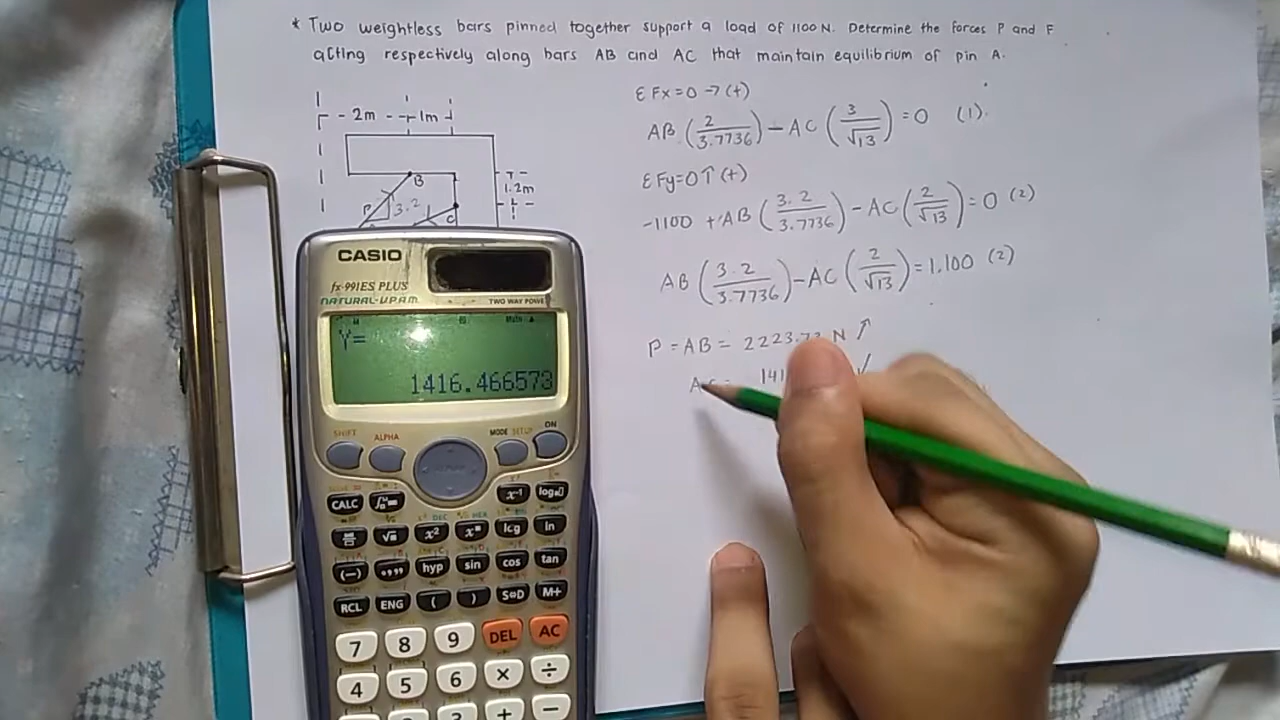 * Two weightless bars pinned together support a load of 1100 N. Determine the forces P and F
acting respectively along bars AB and AC that maintain equilibrium of pin A.
2m 1m
B
3.2
P
C
1.2m
ΣFx=0 → (+)
AB (2/3.7736) - AC (3/√13) = 0 (1).
ΣFy=0↑ (+)
-1100 + AB (3.2/3.7736) - AC (2/√13) = 0 (2)
AB (3.2/3.7736) - AC (2/√13) = 1,100 (2)
P = AB = 2223.73 N ↑
CASIO
fx-991ES PLUS
NATURAL-V.P.A.M.
TWO WAY POWER
Math ▲
Y=
1416.466573
SHIFT ALPHA MODE SETUP ON
CALC x⁻¹ log
x² log ln
(−) hyp sin cos tan
RCL ENG ( ) S⇔D M+
7 8 9 DEL AC
4 5 6 × ÷
+ −